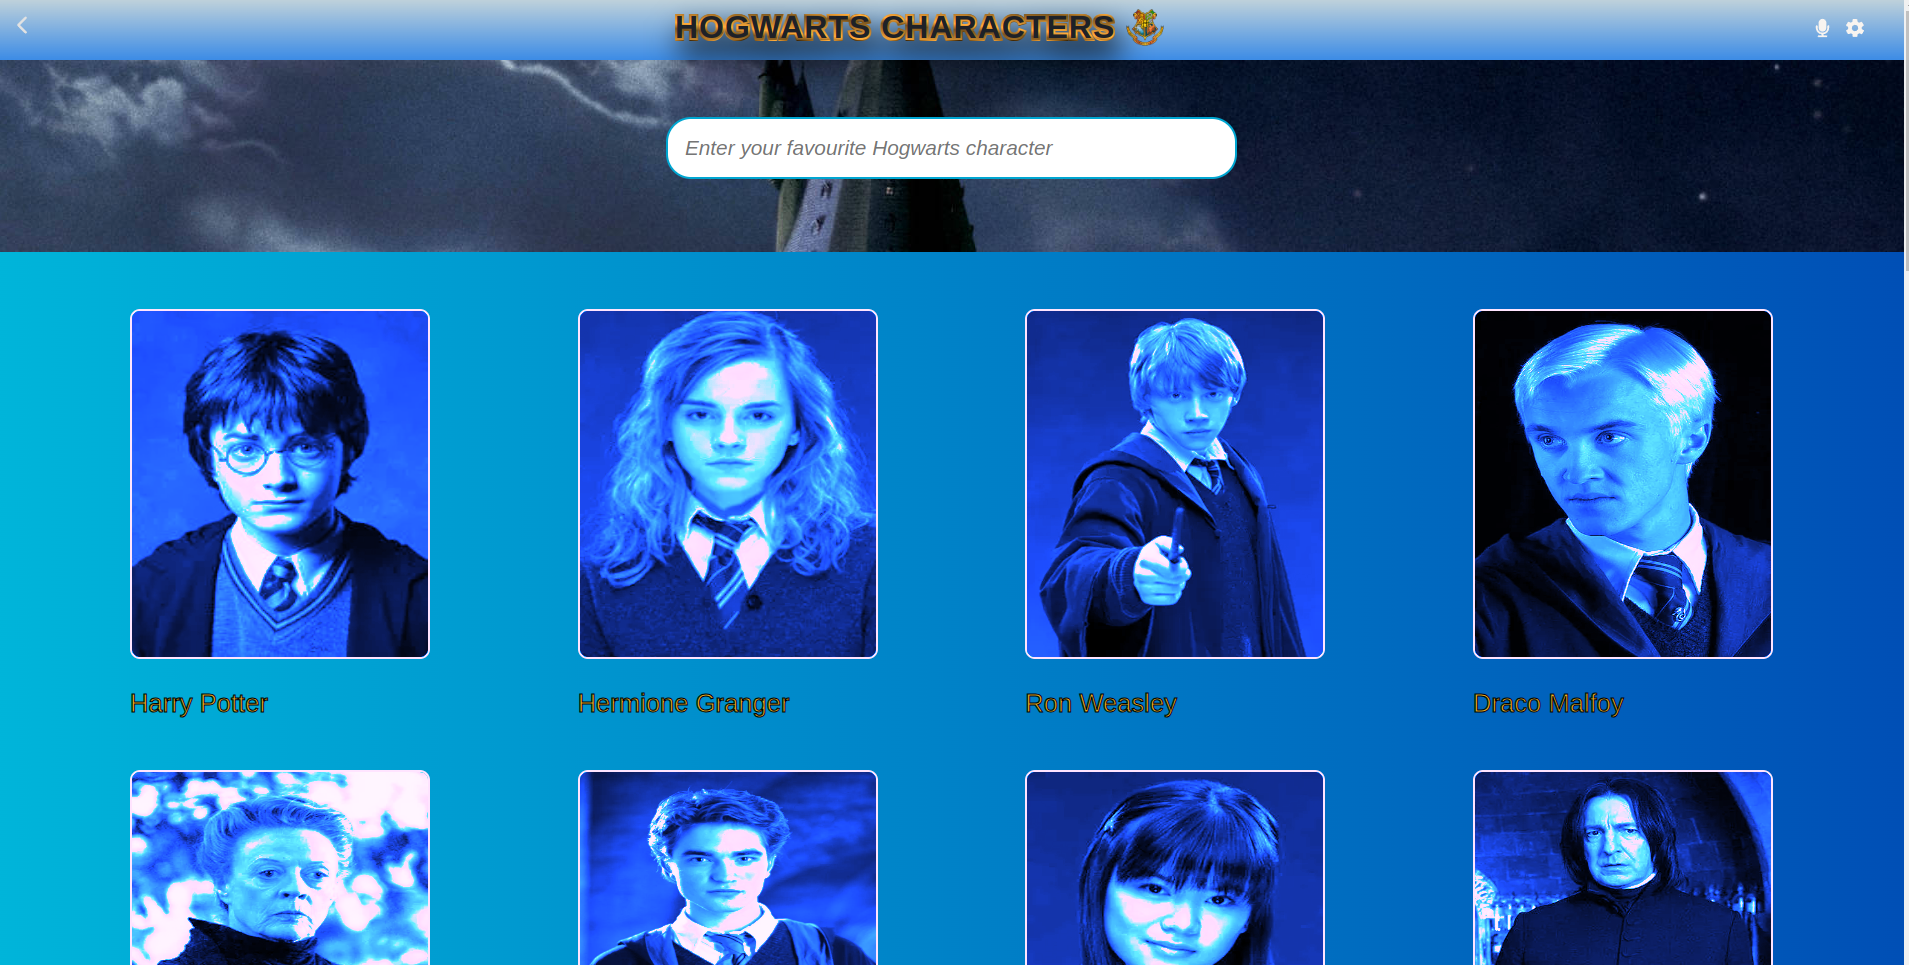 HOGWARTS CHARACTERS
Enter your favourite Hogwarts character
Harry Potter
Hermione Granger
Ron Weasley
Draco Malfoy